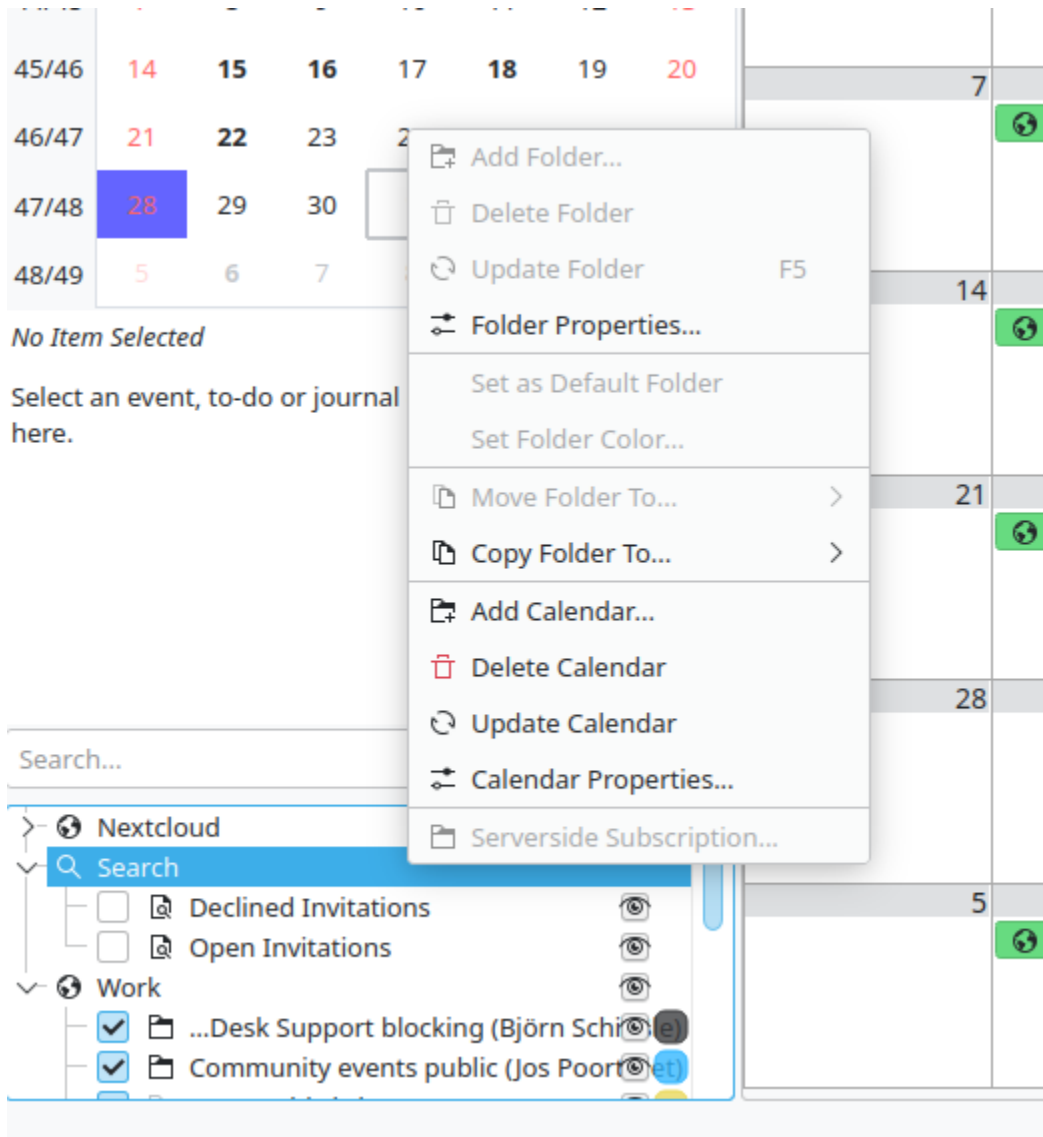 45/46 14 15 16 17 18 19 20
46/47 21 22 23
47/48 28 29 30
48/49 5 6 7
No Item Selected
Select an event, to-do or journal
here.
Search...
Nextcloud
Search
Declined Invitations
Open Invitations
Work
...Desk Support blocking (Björn
Community events public (Jos
Add Folder...
Delete Folder
Update Folder F5
Folder Properties...
Set as Default Folder
Set Folder Color...
Move Folder To...
Copy Folder To...
Add Calendar...
Delete Calendar
Update Calendar
Calendar Properties...
Serverside Subscription...
7
14
21
28
5